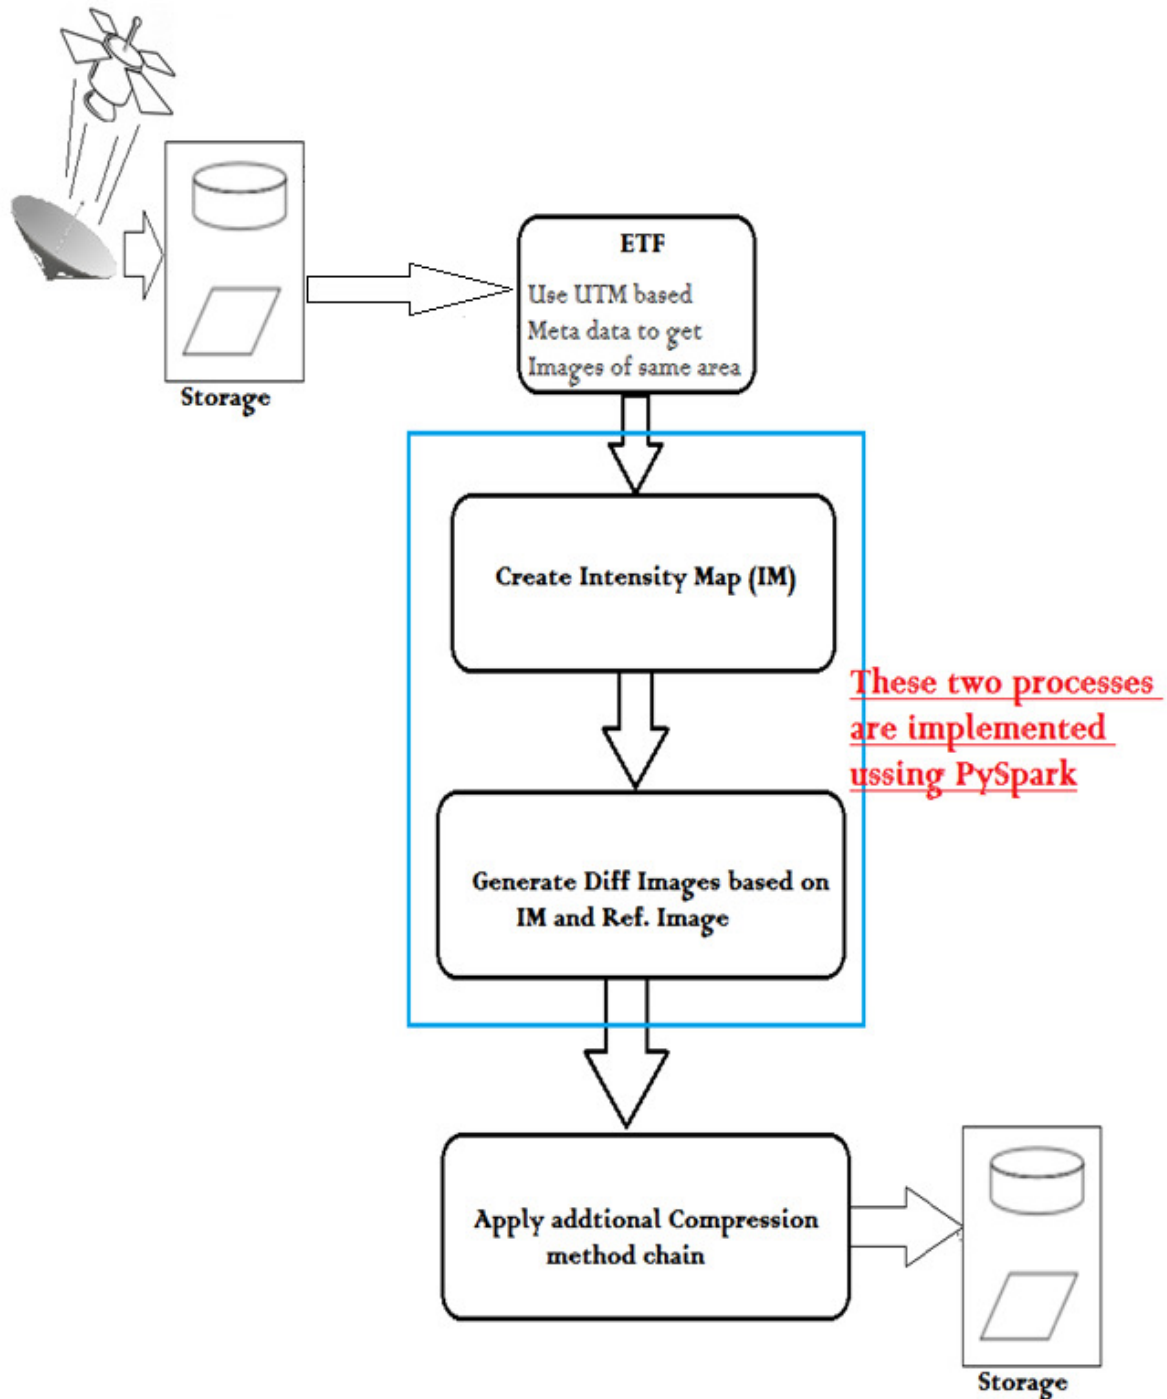 Storage
ETF
Use UTM based
Meta data to get
Images of same area
Create Intensity Map (IM)
These two processes
are implemented
ussing PySpark
Generate Diff Images based on
IM and Ref. Image
Apply addtional Compression
method chain
Storage